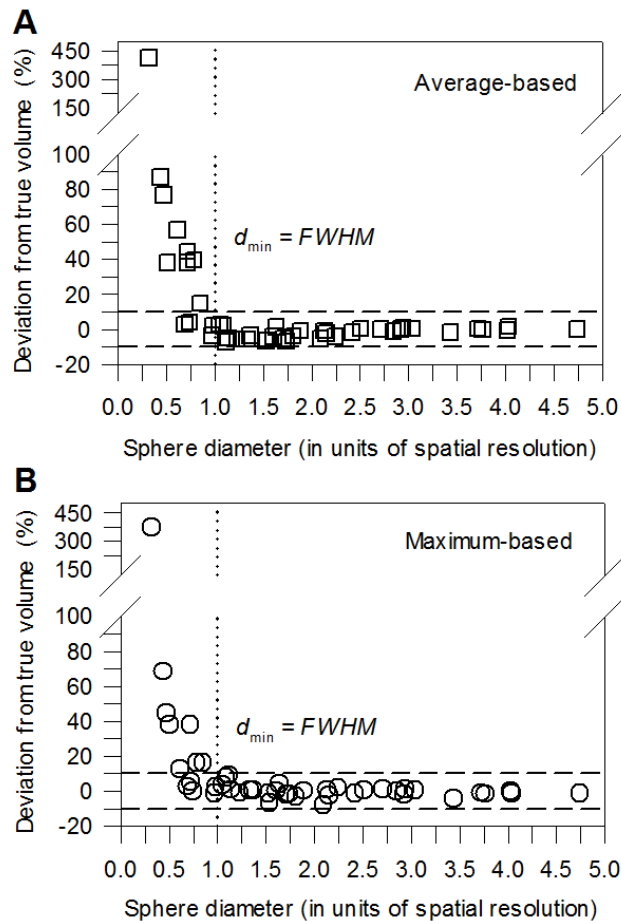 A
Deviation from true volume (%)
450
300
150
100
80
60
40
20
0
-20
Average-based
dmin = FWHM
0.0 0.5 1.0 1.5 2.0 2.5 3.0 3.5 4.0 4.5 5.0
Sphere diameter (in units of spatial resolution)
B
Deviation from true volume (%)
450
300
150
100
80
60
40
20
0
-20
Maximum-based
dmin = FWHM
0.0 0.5 1.0 1.5 2.0 2.5 3.0 3.5 4.0 4.5 5.0
Sphere diameter (in units of spatial resolution)